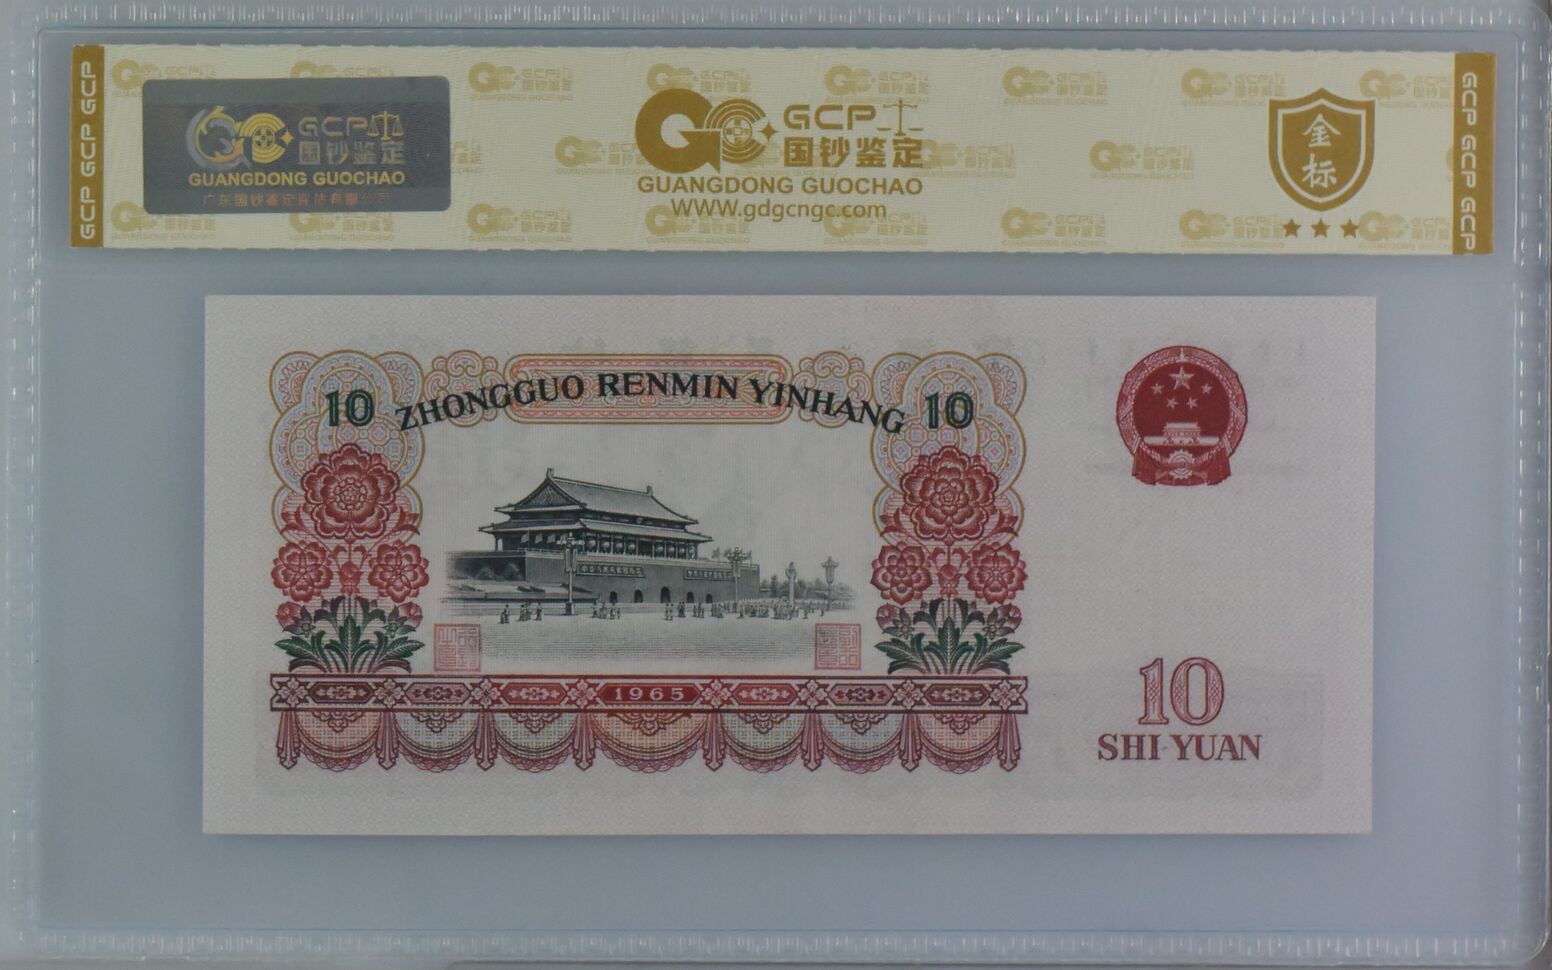 GCP GCP GCP
GCP 国钞鉴定
GUANGDONG GUOCHAO
广东国钞鉴定评估有限公司
GCP
国钞鉴定
GUANGDONG GUOCHAO
WWW.gdgcngc.com
金标
GCP GCP GCP
10 ZHONGGUO RENMIN YINHANG 10
1965
10
SHI YUAN